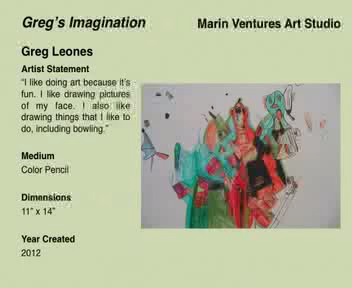 Greg's Imagination
Marin Ventures Art Studio
Greg Leones
Artist Statement
"I like doing art because it's
fun. I like drawing pictures
of my face. I also like
drawing things that I like to
do, including bowling."
Medium
Color Pencil
Dimensions
11" x 14"
Year Created
2012